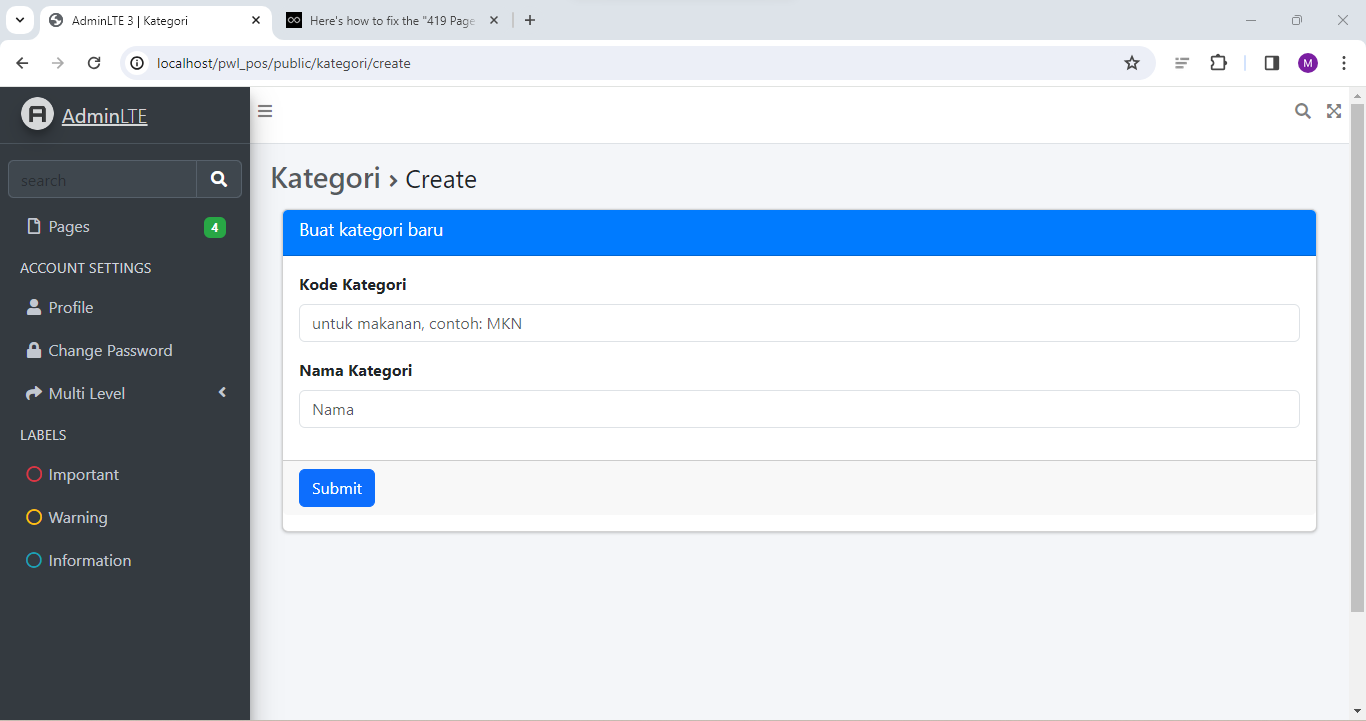 AdminLTE 3 | Kategori
Here's how to fix the "419 Page
localhost/pwl_pos/public/kategori/create
M
AdminLTE
search
Pages 4
ACCOUNT SETTINGS
Profile
Change Password
Multi Level
LABELS
Important
Warning
Information
Kategori › Create
Buat kategori baru
Kode Kategori
untuk makanan, contoh: MKN
Nama Kategori
Nama
Submit